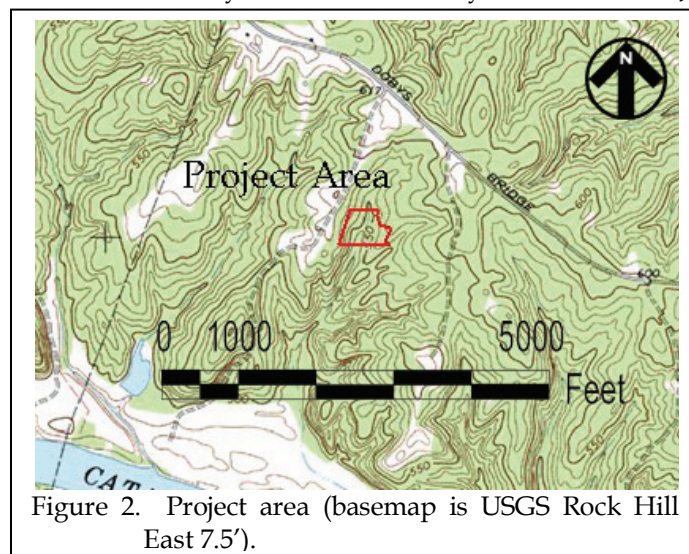 N
DOBYS
617
550
Project Area
BRIDGE
600
600
0 1000 5000
Feet
550
CAT
Figure 2. Project area (basemap is USGS Rock Hill
East 7.5′).